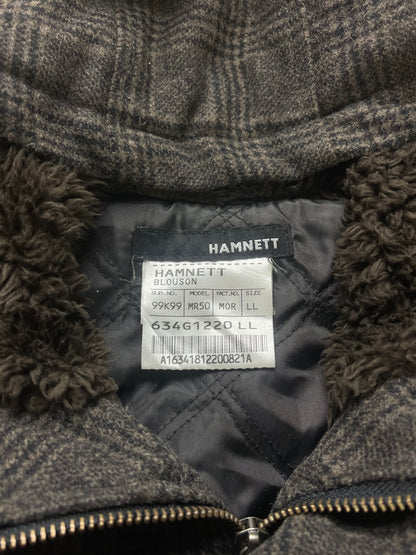 HAMNETT
HAMNETT
BLOUSON
SUB.NO. MODEL. FACT.NO. SIZE
99K99 MR50 MOR LL
634G1220 LL
A16341812200821A